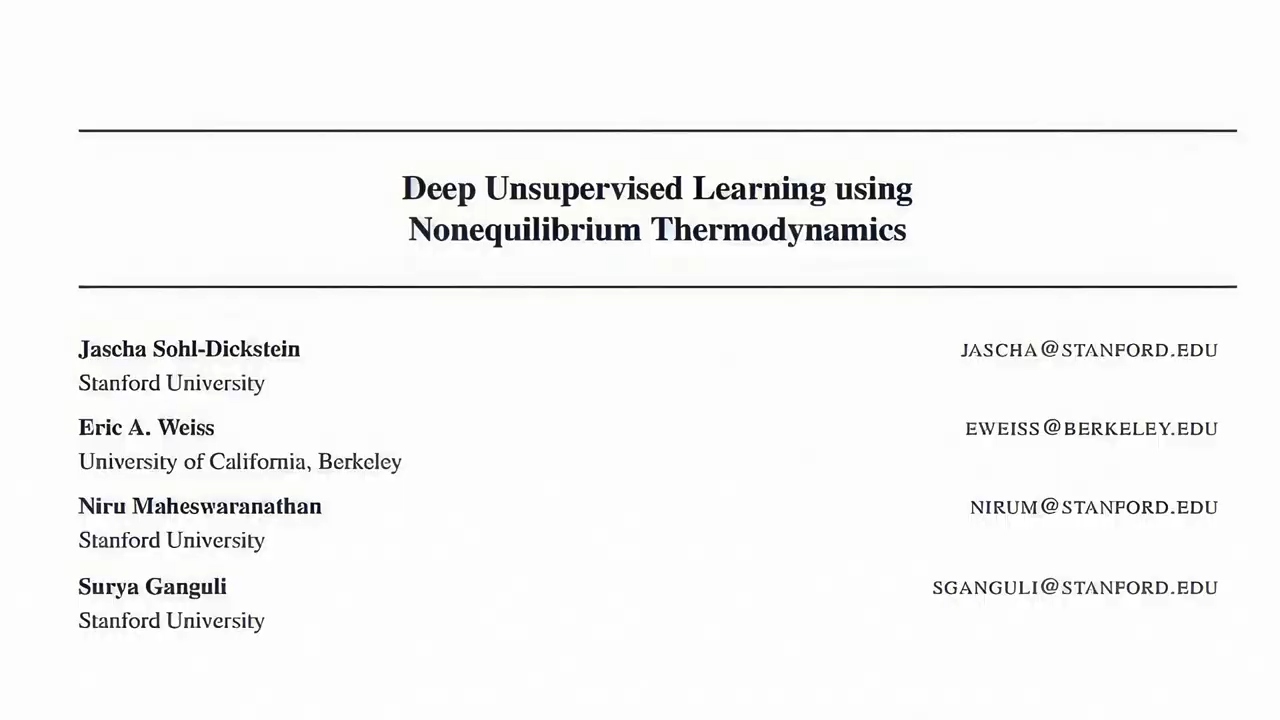 Deep Unsupervised Learning using
Nonequilibrium Thermodynamics
Jascha Sohl-Dickstein JASCHA@STANFORD.EDU
Stanford University
Eric A. Weiss EWEISS@BERKELEY.EDU
University of California, Berkeley
Niru Maheswaranathan NIRUM@STANFORD.EDU
Stanford University
Surya Ganguli SGANGULI@STANFORD.EDU
Stanford University